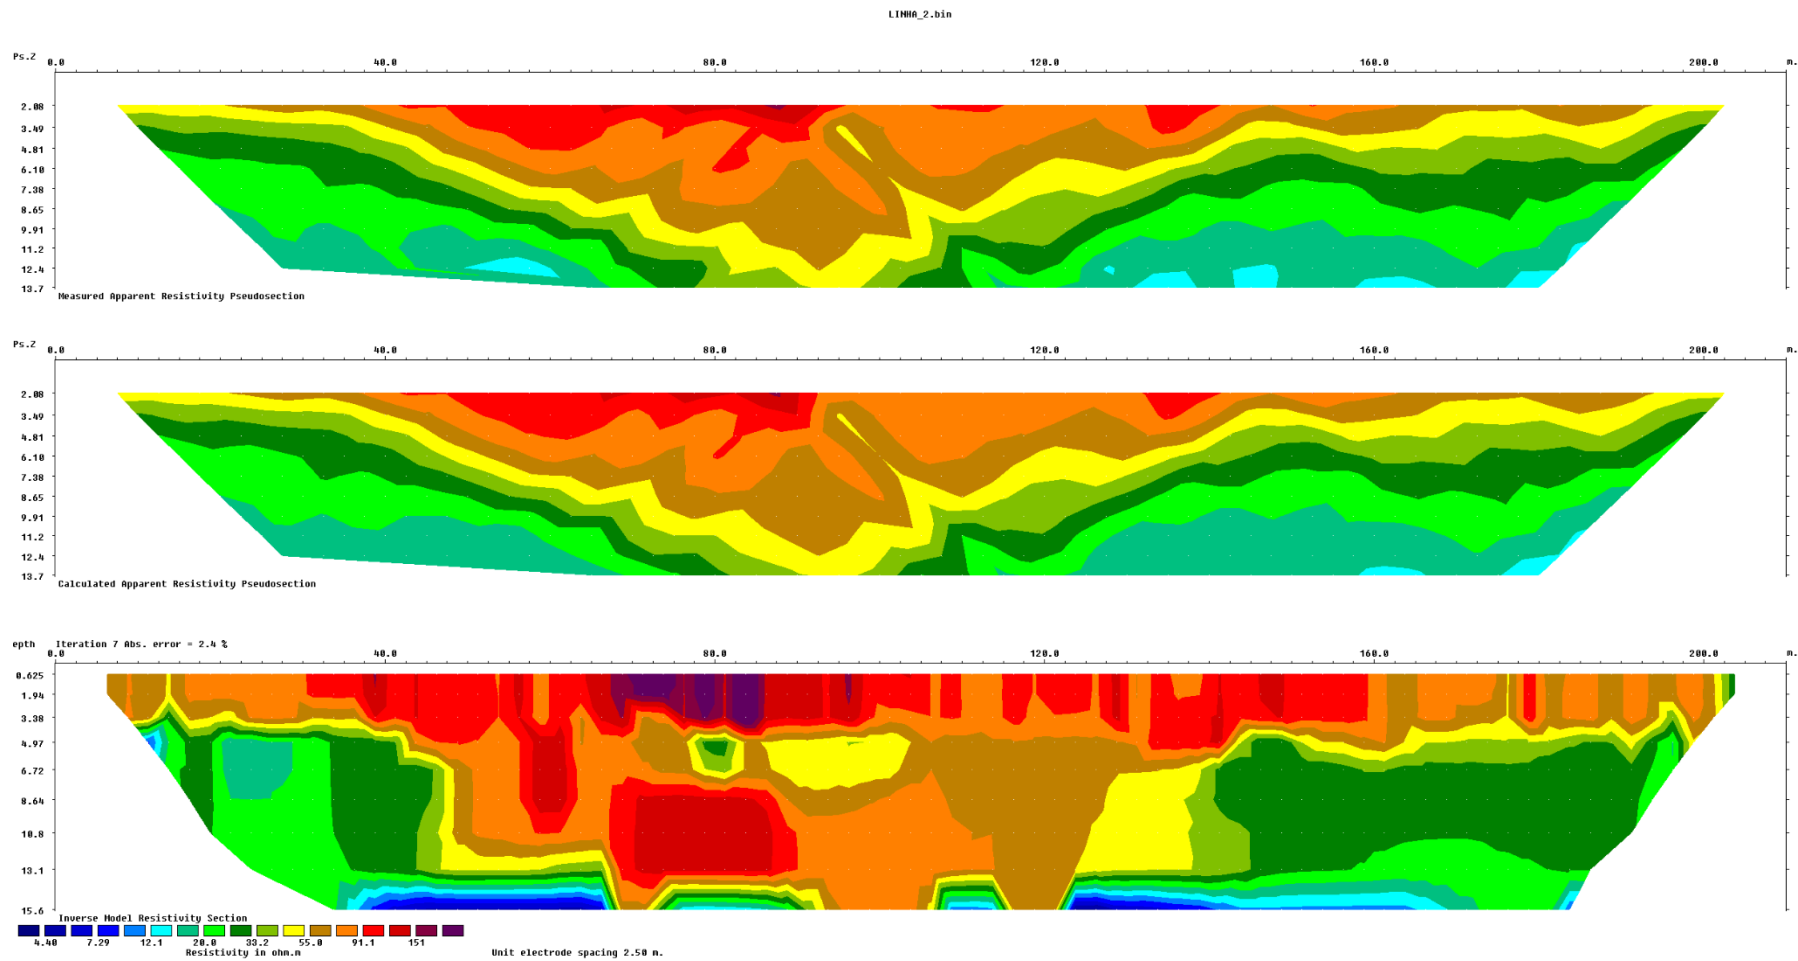 LINHA_2.bin
Ps.Z 0.0 40.0 80.0 120.0 160.0 200.0 m.
2.08
3.49
4.81
6.10
7.38
8.65
9.91
11.2
12.4
13.7
Measured Apparent Resistivity Pseudosection
Ps.Z 0.0 40.0 80.0 120.0 160.0 200.0 m.
2.08
3.49
4.81
6.10
7.38
8.65
9.91
11.2
12.4
13.7
Calculated Apparent Resistivity Pseudosection
epth Iteration 7 Abs. error = 2.4 %
0.0 40.0 80.0 120.0 160.0 200.0 m.
0.625
1.94
3.38
4.97
6.72
8.64
10.8
13.1
15.6
Inverse Model Resistivity Section
4.40 7.29 12.1 20.0 33.2 55.0 91.1 151
Resistivity in ohm.m Unit electrode spacing 2.50 m.